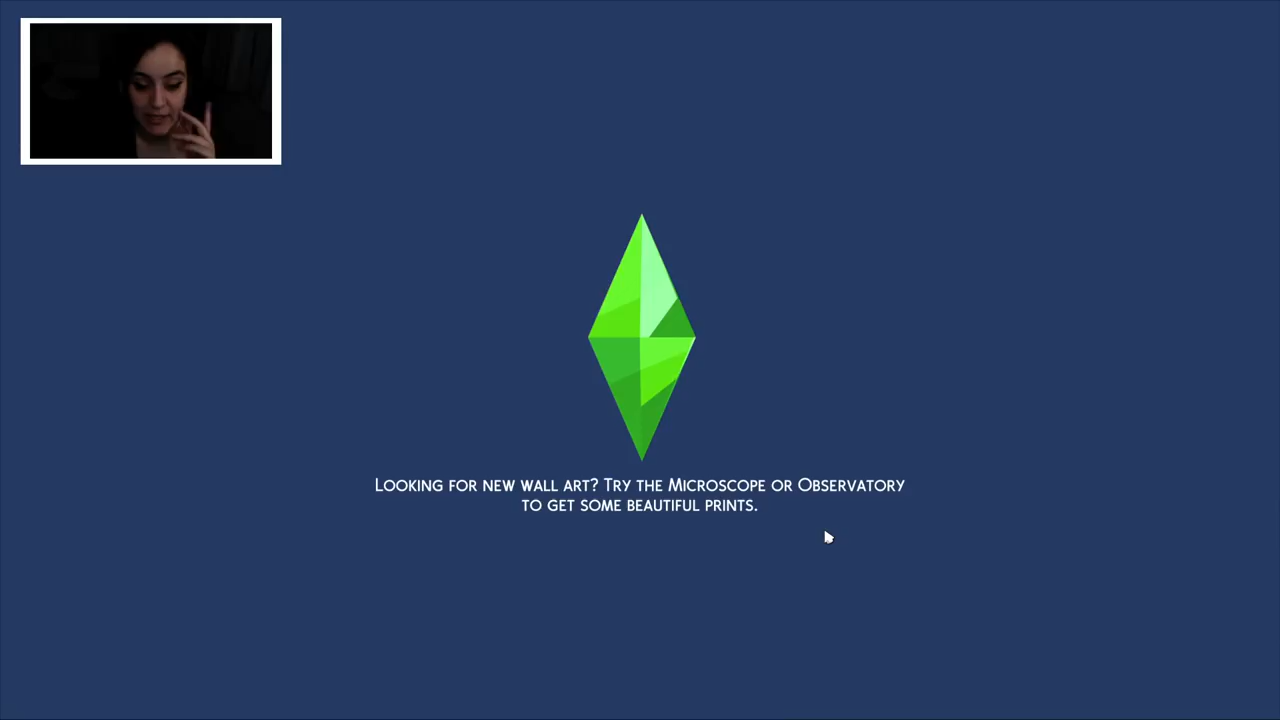 Looking for new wall art? Try the Microscope or Observatory
to get some beautiful prints.